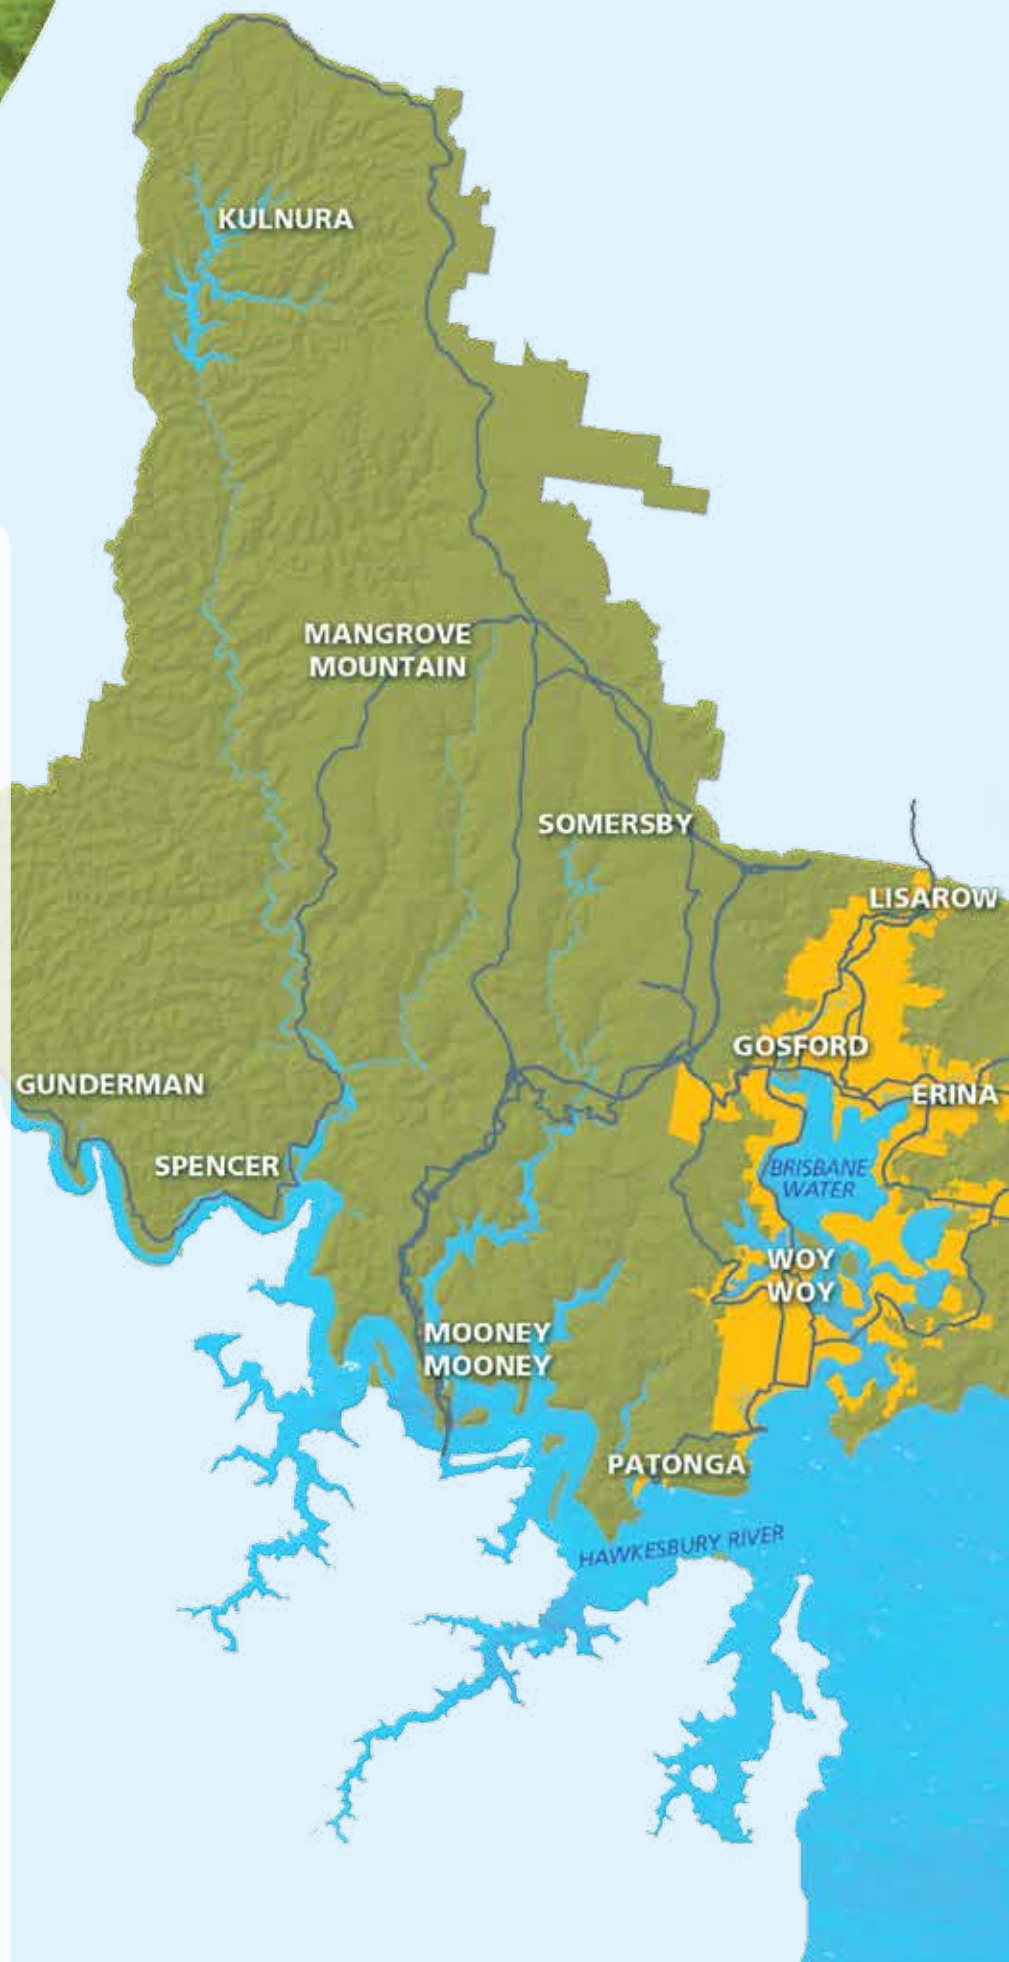 KULNURA
MANGROVE
MOUNTAIN
SOMERSBY
LISAROW
GOSFORD
GUNDERMAN
ERINA
SPENCER
BRISBANE
WATER
WOY
WOY
MOONEY
MOONEY
PATONGA
HAWKESBURY RIVER